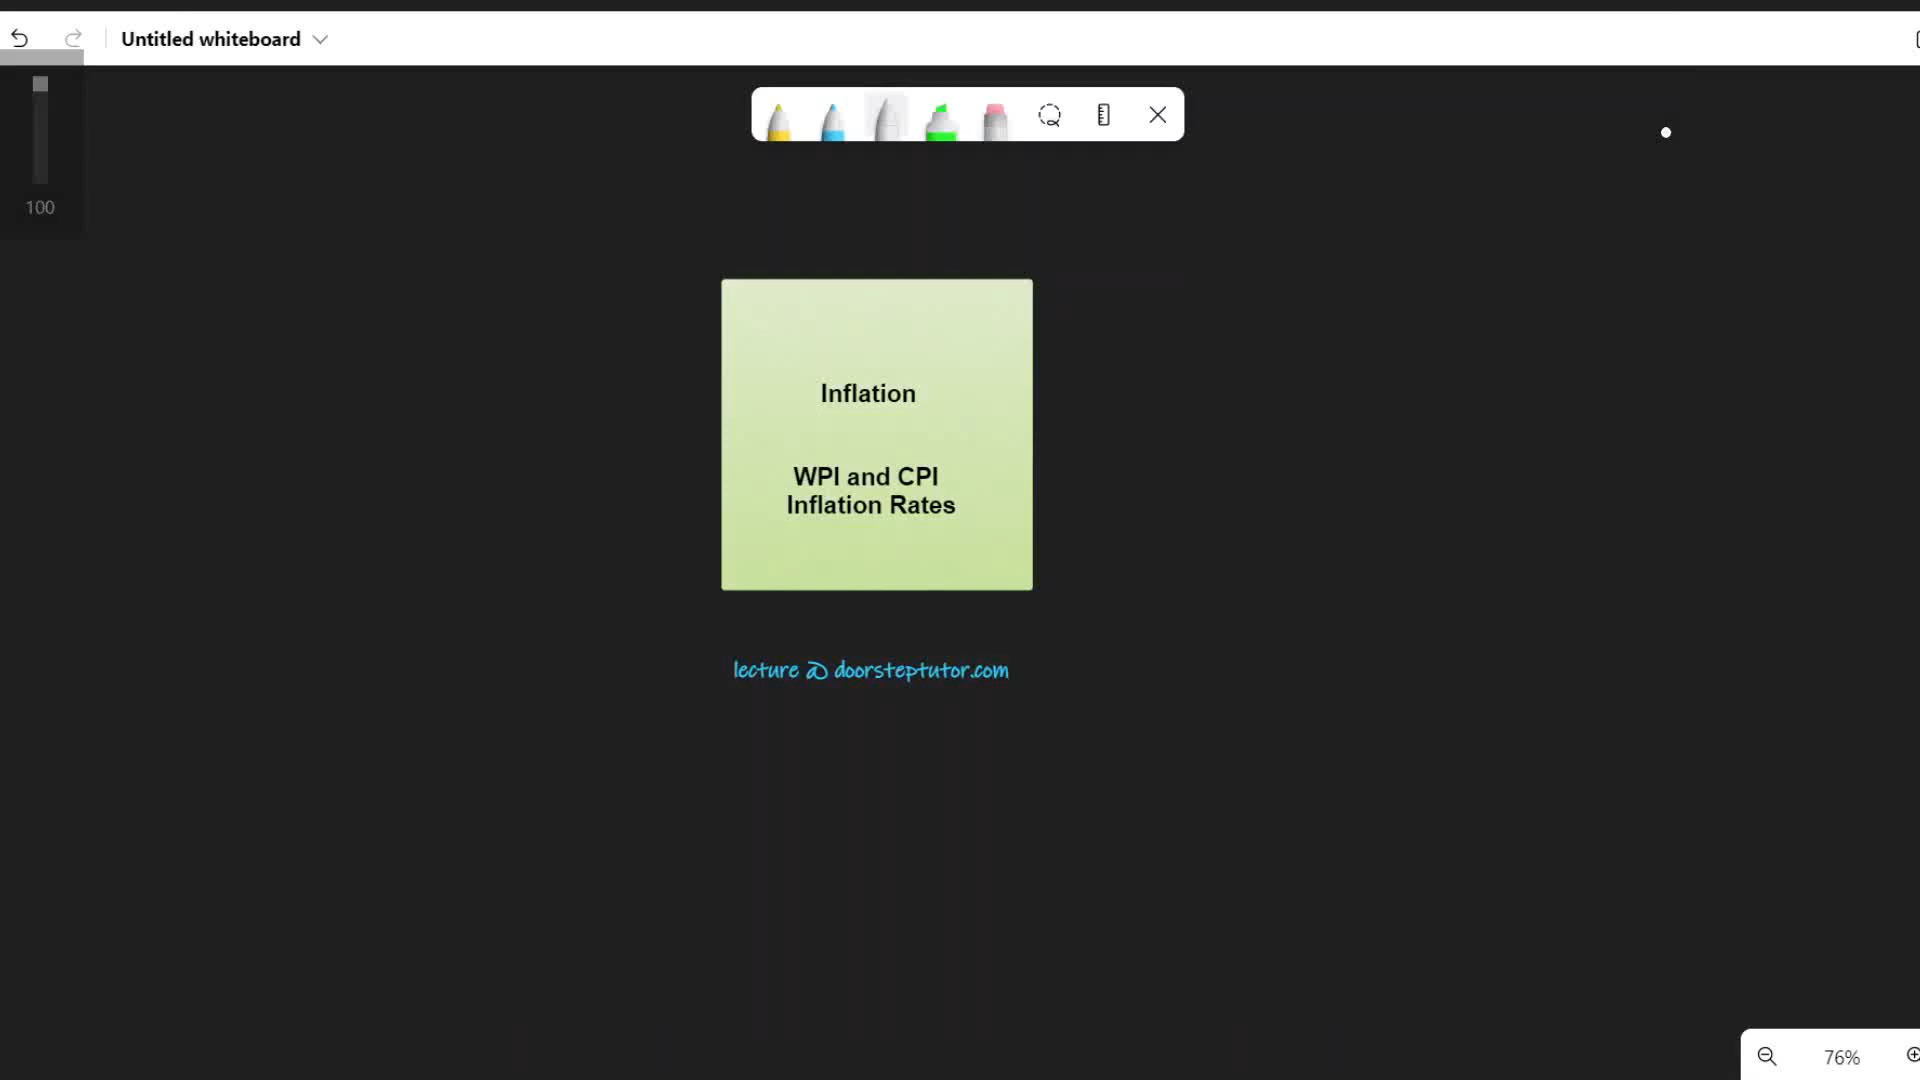 Untitled whiteboard
100
Inflation
WPI and CPI
Inflation Rates
lecture @ doorsteptutor.com
76%